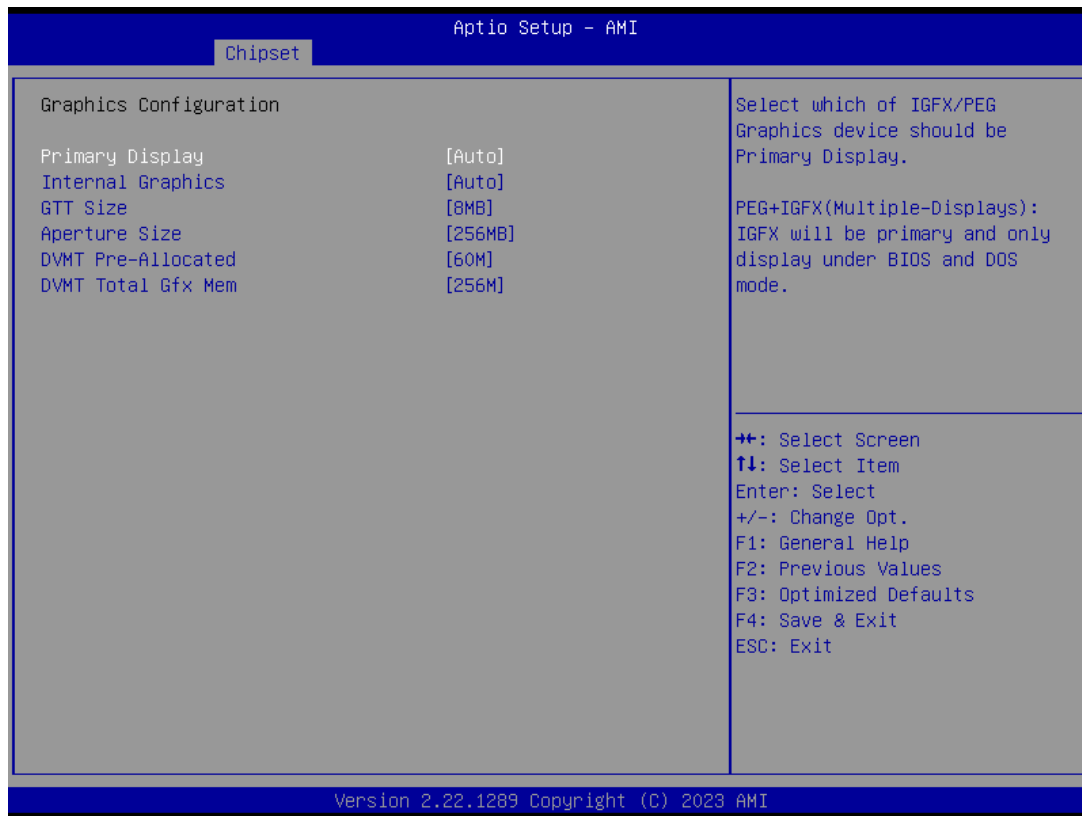 Aptio Setup – AMI
Chipset
Graphics Configuration
Primary Display [Auto]
Internal Graphics [Auto]
GTT Size [8MB]
Aperture Size [256MB]
DVMT Pre-Allocated [60M]
DVMT Total Gfx Mem [256M]
Select which of IGFX/PEG
Graphics device should be
Primary Display.
PEG+IGFX(Multiple-Displays):
IGFX will be primary and only
display under BIOS and DOS
mode.
→←: Select Screen
↑↓: Select Item
Enter: Select
+/-: Change Opt.
F1: General Help
F2: Previous Values
F3: Optimized Defaults
F4: Save & Exit
ESC: Exit
Version 2.22.1289 Copyright (C) 2023 AMI